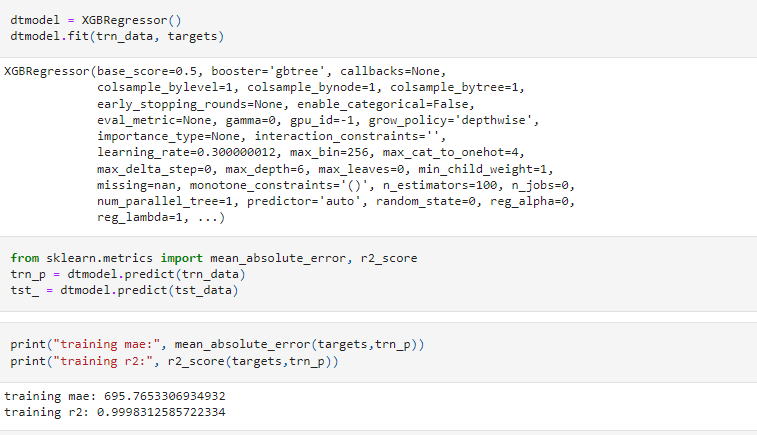 dtmodel = XGBRegressor()
dtmodel.fit(trn_data, targets)
XGBRegressor(base_score=0.5, booster='gbtree', callbacks=None,
colsample_bylevel=1, colsample_bynode=1, colsample_bytree=1,
early_stopping_rounds=None, enable_categorical=False,
eval_metric=None, gamma=0, gpu_id=-1, grow_policy='depthwise',
importance_type=None, interaction_constraints='',
learning_rate=0.300000012, max_bin=256, max_cat_to_onehot=4,
max_delta_step=0, max_depth=6, max_leaves=0, min_child_weight=1,
missing=nan, monotone_constraints='()', n_estimators=100, n_jobs=0,
num_parallel_tree=1, predictor='auto', random_state=0, reg_alpha=0,
reg_lambda=1, ...)
from sklearn.metrics import mean_absolute_error, r2_score
trn_p = dtmodel.predict(trn_data)
tst_ = dtmodel.predict(tst_data)
print("training mae:", mean_absolute_error(targets,trn_p))
print("training r2:", r2_score(targets,trn_p))
training mae: 695.7653306934932
training r2: 0.9998312585722334